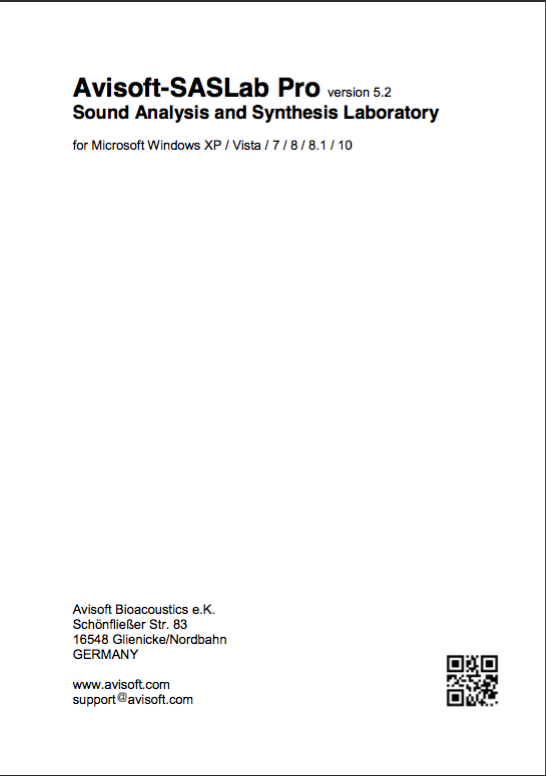 Avisoft-SASLab Pro version 5.2
Sound Analysis and Synthesis Laboratory
for Microsoft Windows XP / Vista / 7 / 8 / 8.1 / 10
Avisoft Bioacoustics e.K.
Schönfließer Str. 83
16548 Glienicke/Nordbahn
GERMANY
www.avisoft.com
support@avisoft.com